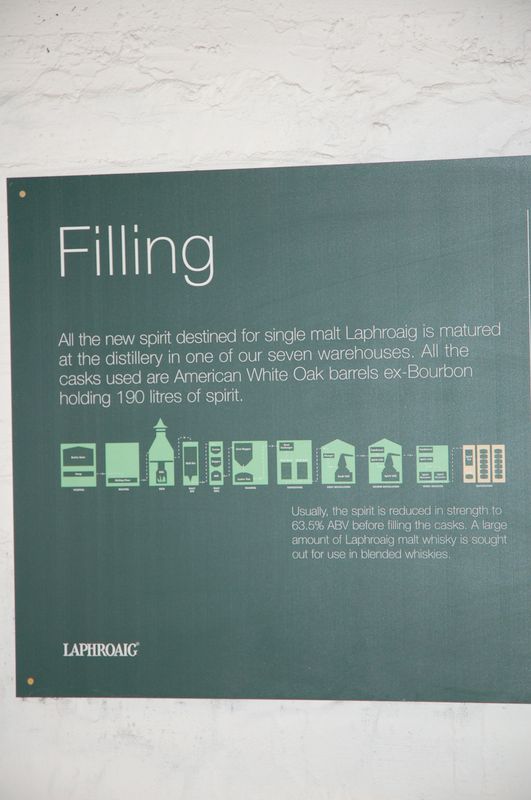 Filling
All the new spirit destined for single malt Laphroaig is matured
at the distillery in one of our seven warehouses. All the
casks used are American White Oak barrels ex-Bourbon
holding 190 litres of spirit.
Usually, the spirit is reduced in strength to
63.5% ABV before filling the casks. A large
amount of Laphroaig malt whisky is sought
out for use in blended whiskies.
LAPHROAIG®